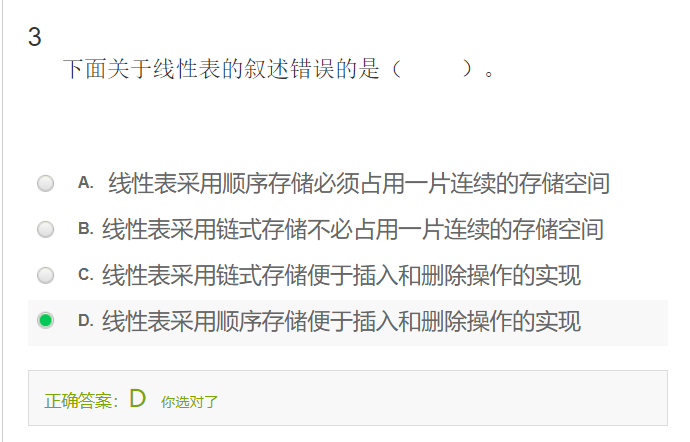 3
下面关于线性表的叙述错误的是（　　）。
A. 线性表采用顺序存储必须占用一片连续的存储空间
B. 线性表采用链式存储不必占用一片连续的存储空间
C. 线性表采用链式存储便于插入和删除操作的实现
D. 线性表采用顺序存储便于插入和删除操作的实现
正确答案：D 你选对了